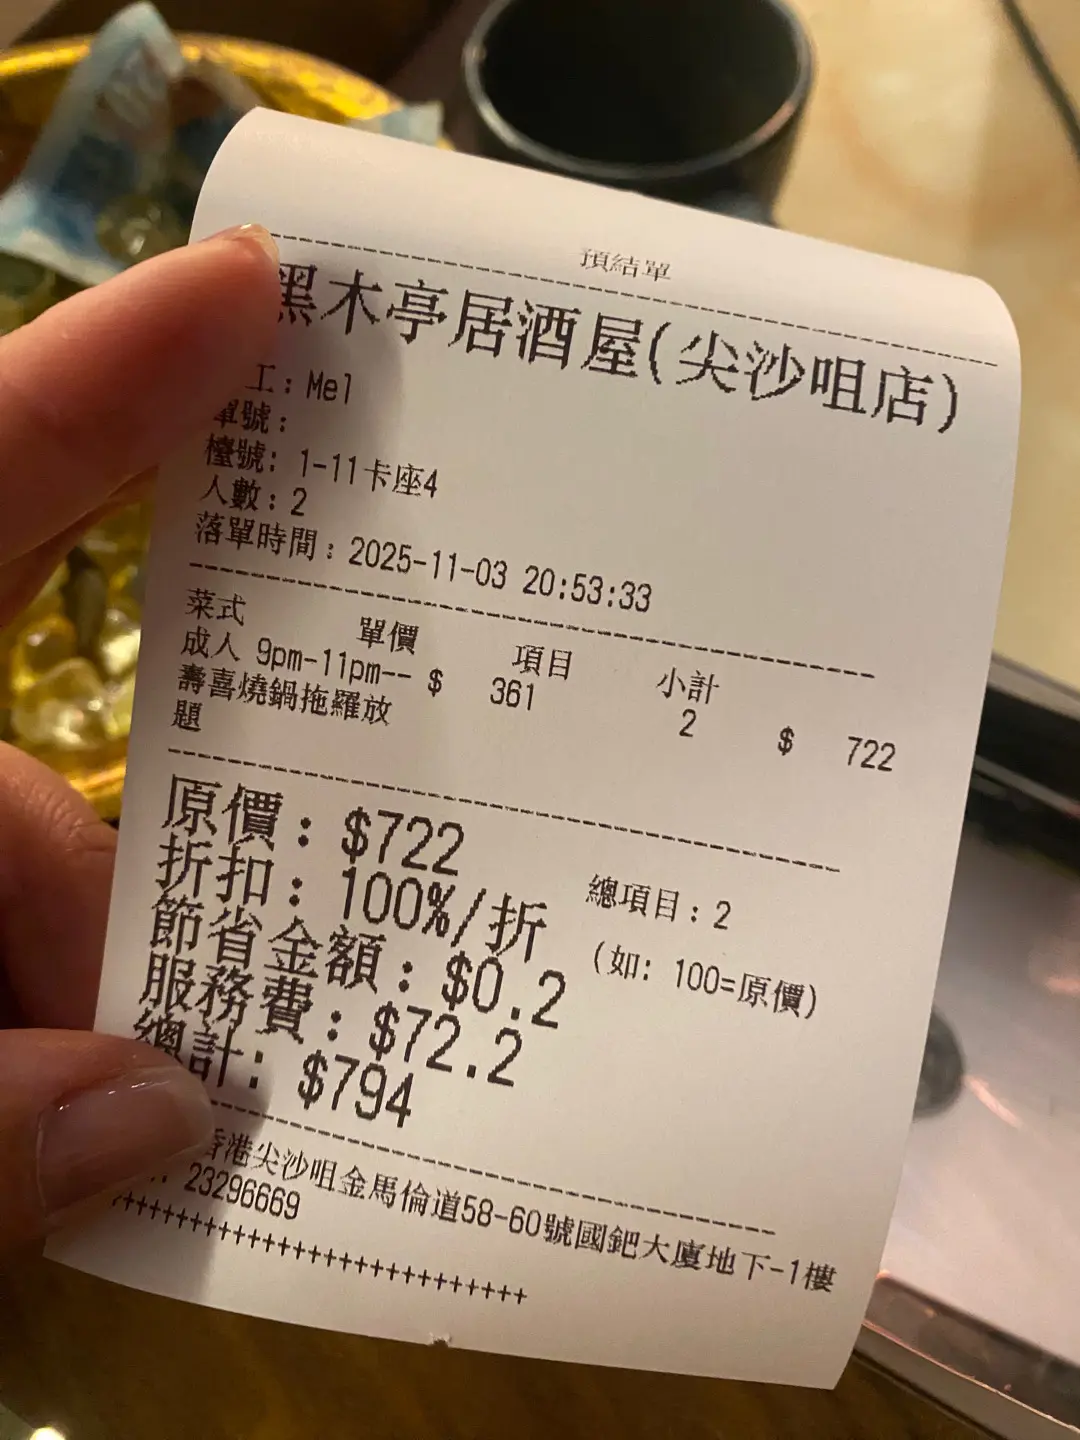 預結單
黑木亭居酒屋(尖沙咀店)
工: Mel
單號:
檯號: 1-11卡座4
人數: 2
落單時間: 2025-11-03 20:53:33
菜式 單價 項目 小計
成人 9pm-11pm-- $ 361 2 $ 722
壽喜燒鍋拖羅放
題
原價: $722
總項目: 2
折扣: 100%/折 (如: 100=原價)
節省金額: $0.2
服務費: $72.2
總計: $794
香港尖沙咀金馬倫道58-60號國鈀大廈地下-1樓
: 23296669
++++++++++++++++++++++++++